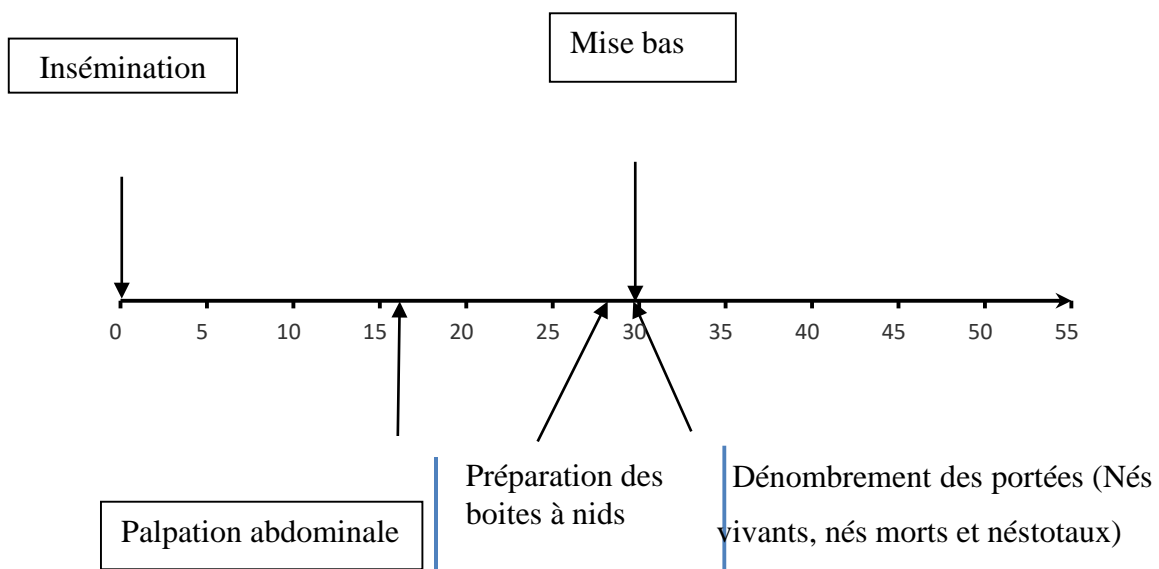 Insémination
Mise bas
0 5 10 15 20 25 30 35 40 45 50 55
Palpation abdominale
Préparation des
boites à nids
Dénombrement des portées (Nés
vivants, nés morts et néstotaux)